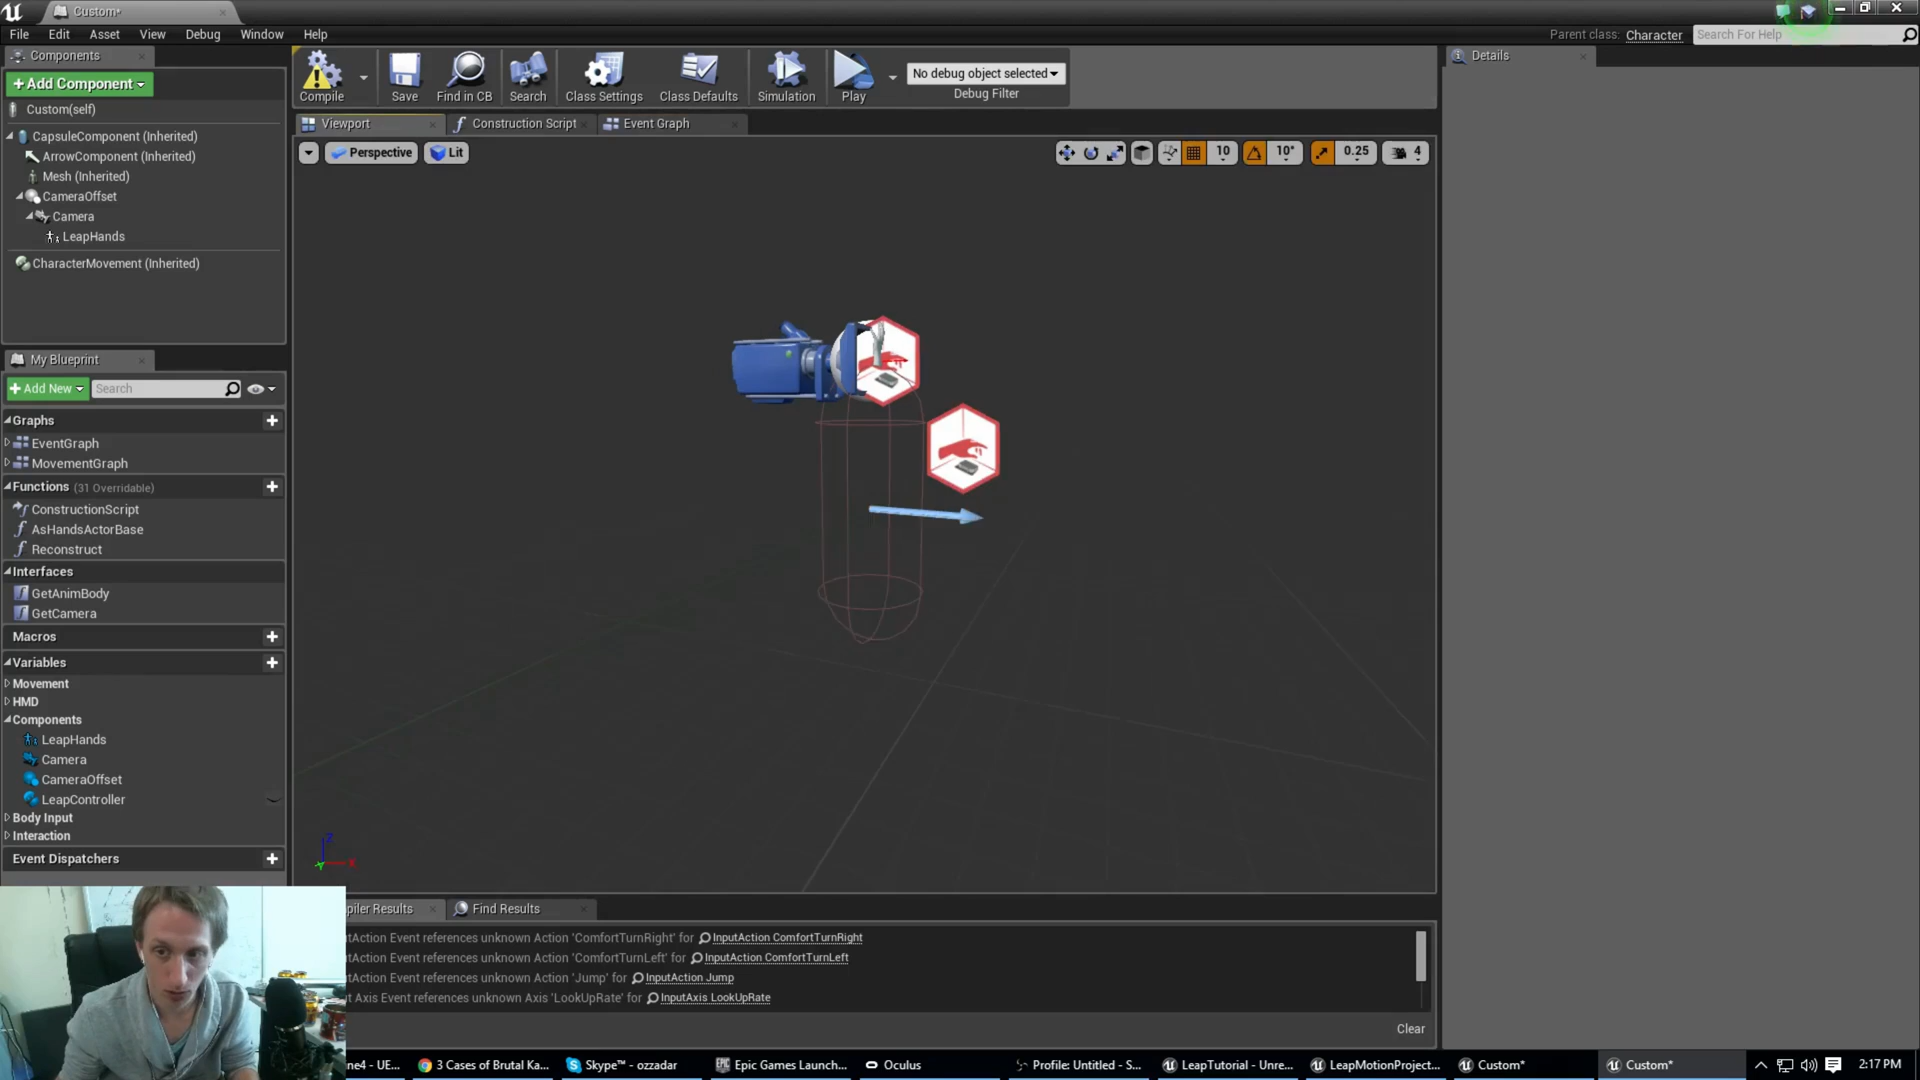 Custom*
File Edit Asset View Debug Window Help
Parent class: Character
Search For Help
Components
+Add Component
Custom(self)
CapsuleComponent (Inherited)
ArrowComponent (Inherited)
Mesh (Inherited)
CameraOffset
Camera
LeapHands
CharacterMovement (Inherited)
Compile
Save
Find in CB
Search
Class Settings
Class Defaults
Simulation
Play
No debug object selected
Debug Filter
Details
Viewport
Construction Script
Event Graph
Perspective
Lit
10
10°
0.25
4
My Blueprint
+Add New
Search
Graphs
EventGraph
MovementGraph
Functions (31 Overridable)
ConstructionScript
AsHandsActorBase
Reconstruct
Interfaces
GetAnimBody
GetCamera
Macros
Variables
Movement
HMD
Components
LeapHands
Camera
CameraOffset
LeapController
Body Input
Interaction
Event Dispatchers
Z
X
Y
piler Results
Find Results
tAction Event references unknown Action 'ComfortTurnRight' for InputAction ComfortTurnRight
tAction Event references unknown Action 'ComfortTurnLeft' for InputAction ComfortTurnLeft
tAction Event references unknown Action 'Jump' for InputAction Jump
t Axis Event references unknown Axis 'LookUpRate' for InputAxis LookUpRate
Clear
ne4 - UE...
3 Cases of Brutal Ka...
Skype™ - ozzadar
Epic Games Launch...
Oculus
Profile: Untitled - S...
LeapTutorial - Unre...
LeapMotionProject...
Custom*
Custom*
2:17 PM